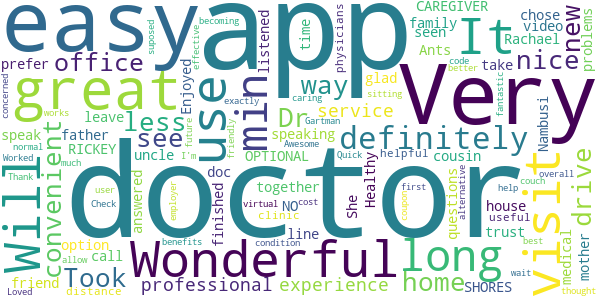 easy
app
Very
doctor
great
Wonderful
Will
visit
long
use
min
It
definitely
convenient
office
less
see
way
Dr
nice
new
drive
home
Took
professional
experience
service
prefer
supposed
effective
becoming
Enjoyed
listened
time
physicians
CAREGIVER
family
seen
Ants
chose
video
Rachael
take
problems
glad
concerned
works
normal
leave
speak
father
RICKEY
uncle
OPTIONAL
speaking
cousin
code
better
exactly
caring
sitting
fantastic
Worked
Thank
much
future
friendly
I'm
Gartman
Awesome
Quick
helpful
Nambusi
overall
user
Check
employer
doc
finished
answered
together
NO
cost
virtual
clinic
benefits
condition
She
Healthy
line
coupon
first
questions
alternative
house
useful
trust
help
couch
medical
mother
best
wait
thought
SHORES
option
call
friend
allow
Loved
distance